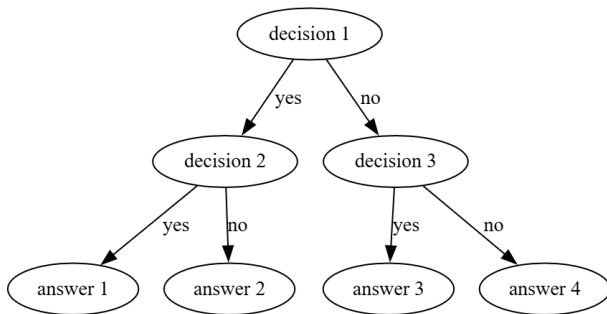 decision 1
yes
no
decision 2
decision 3
yes
no
yes
no
answer 1
answer 2
answer 3
answer 4